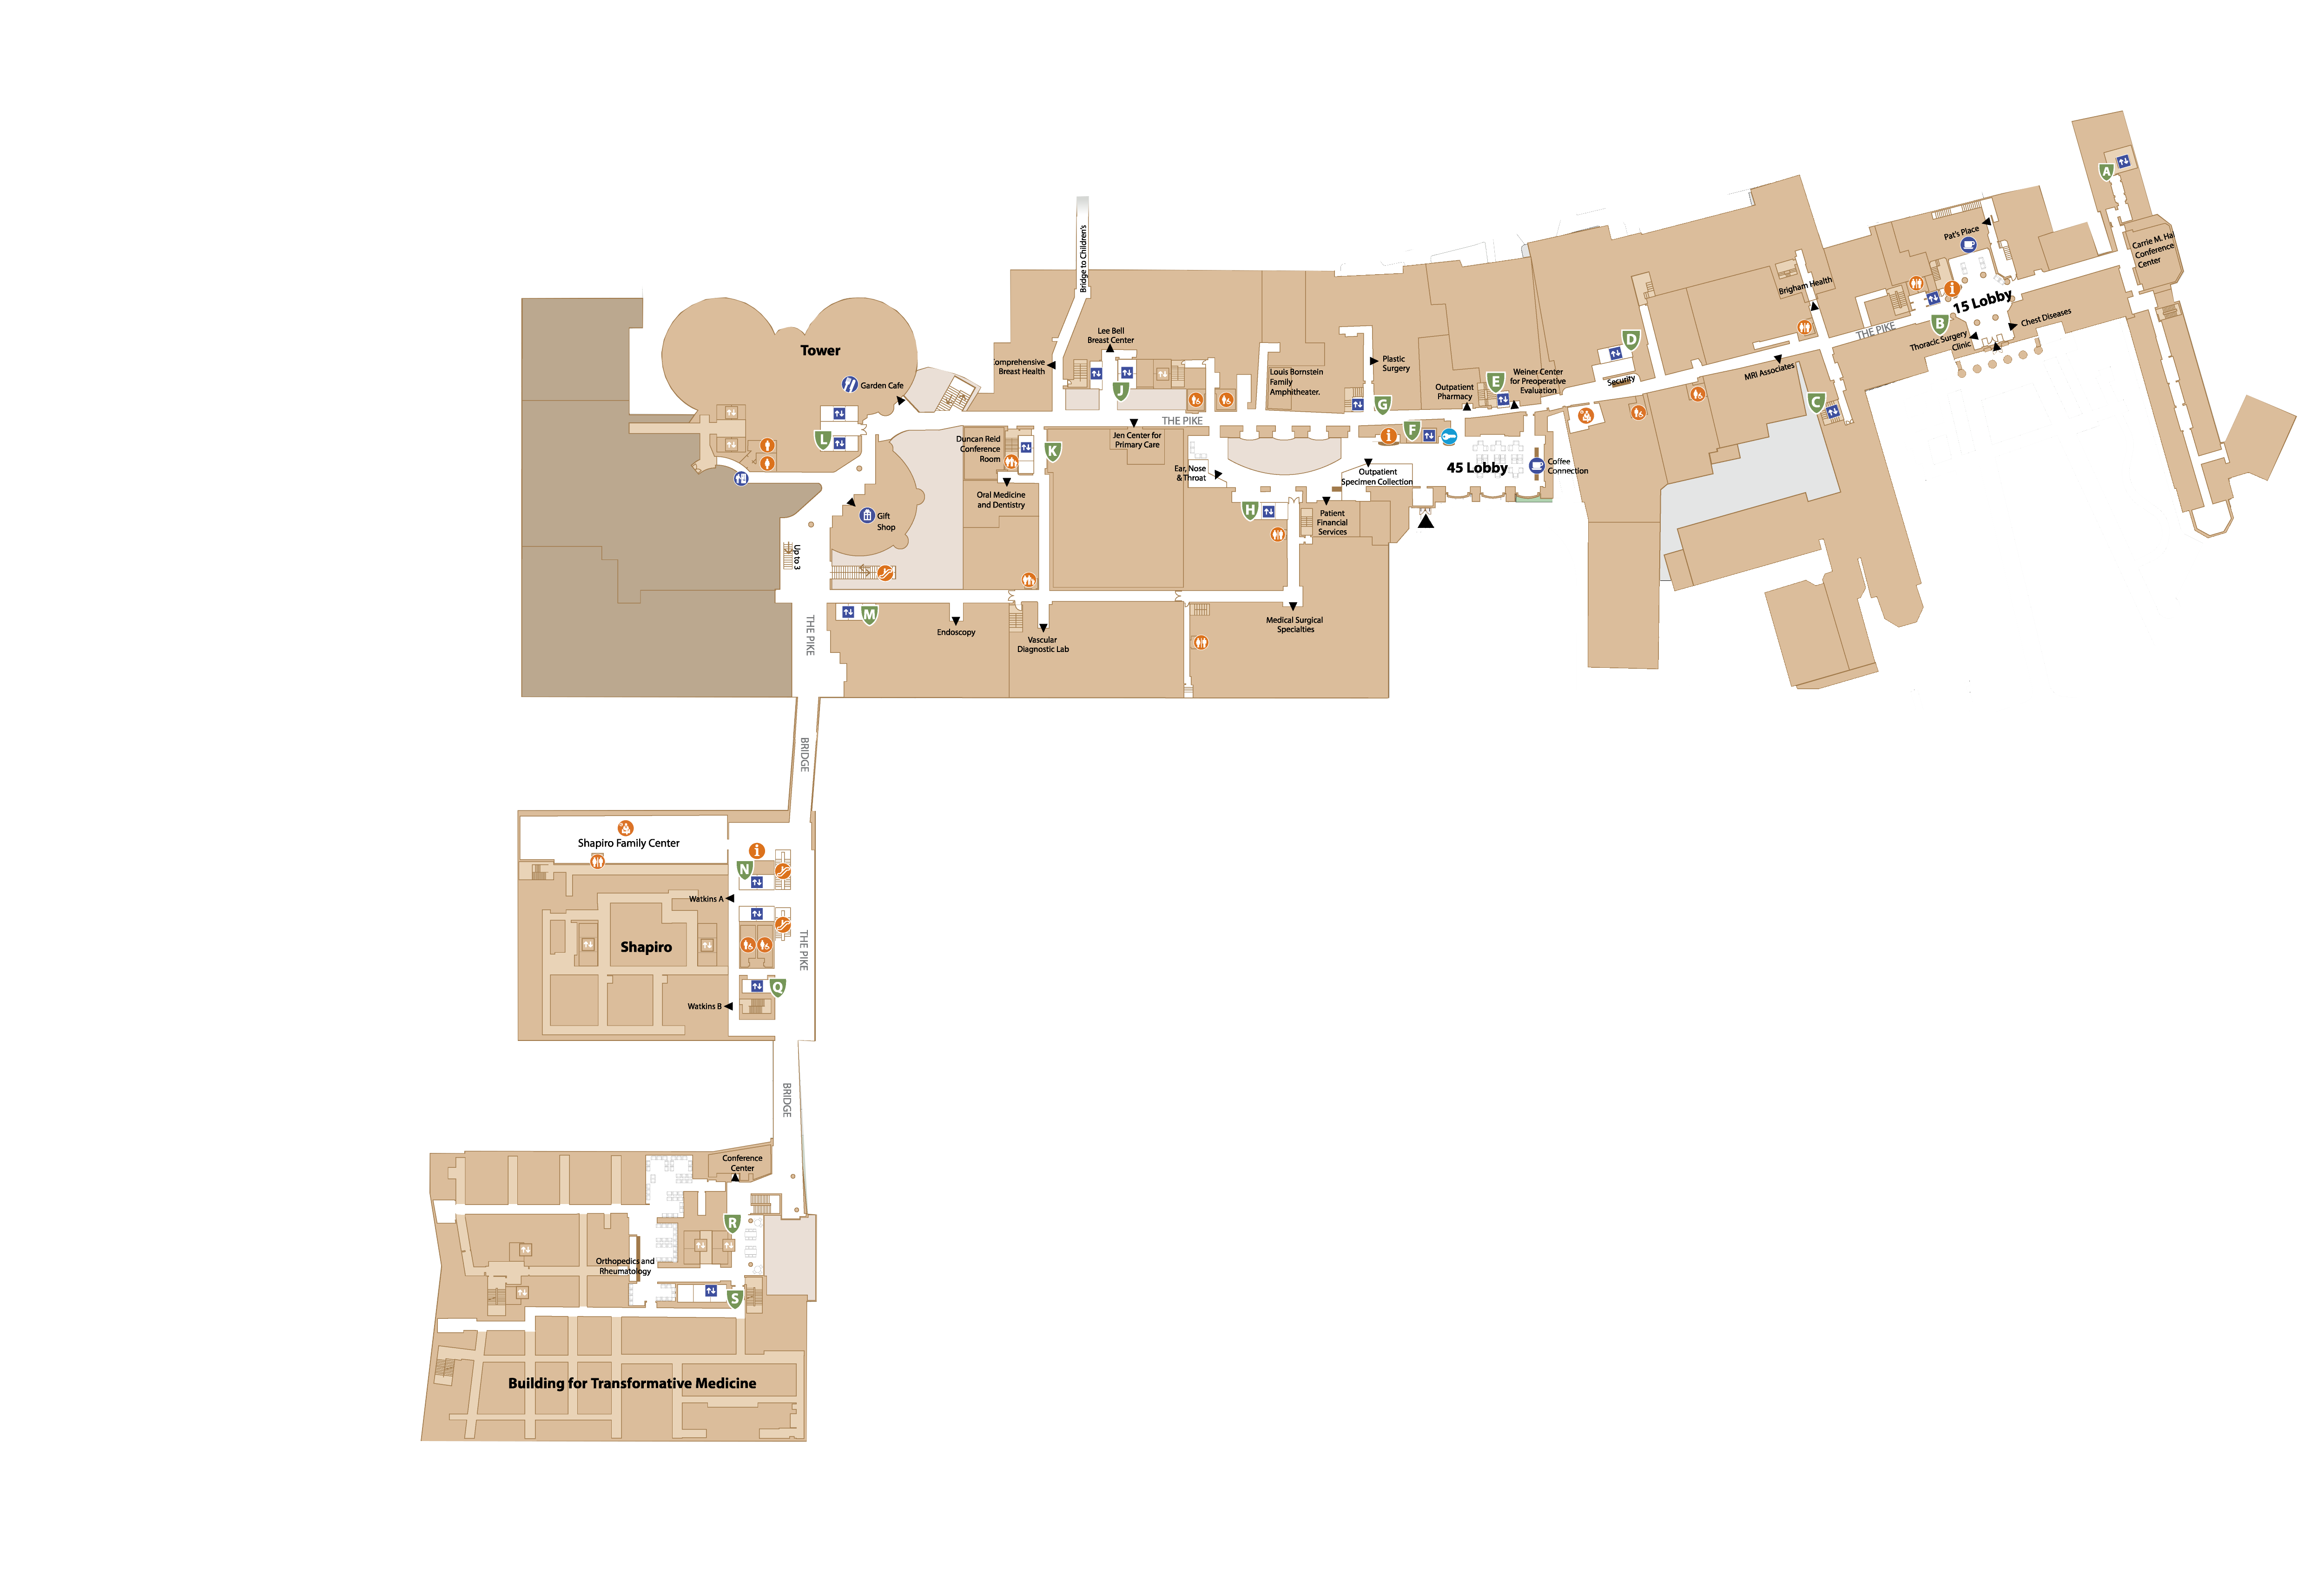 A
Carrie M. Ha
Conference
Center
Pat's Place
i
15 Lobby
B
Chest Diseases
Thoracic Surgery
Clinic
THE PIKE
Brigham Health
MRI Associates
C
D
Security
Weiner Center
for Preoperative
Evaluation
E
Outpatient
Pharmacy
Plastic
Surgery
G
F
i
45 Lobby
Coffee
Connection
Outpatient
Specimen Collection
Louis Bornstein
Family
Amphitheater.
Ear, Nose
& Throat
H
Patient
Financial
Services
Medical Surgical
Specialties
Bridge to Children's
Lee Bell
Breast Center
omprehensive
Breast Health
J
THE PIKE
Jen Center for
Primary Care
K
Duncan Reid
Conference
Room
Oral Medicine
and Dentistry
Tower
Garden Cafe
L
Gift
Shop
Up to 3
M
Endoscopy
Vascular
Diagnostic Lab
THE PIKE
BRIDGE
Shapiro Family Center
i
N
Watkins A
Shapiro
THE PIKE
Q
Watkins B
BRIDGE
Conference
Center
R
Orthopedics and
Rheumatology
S
Building for Transformative Medicine